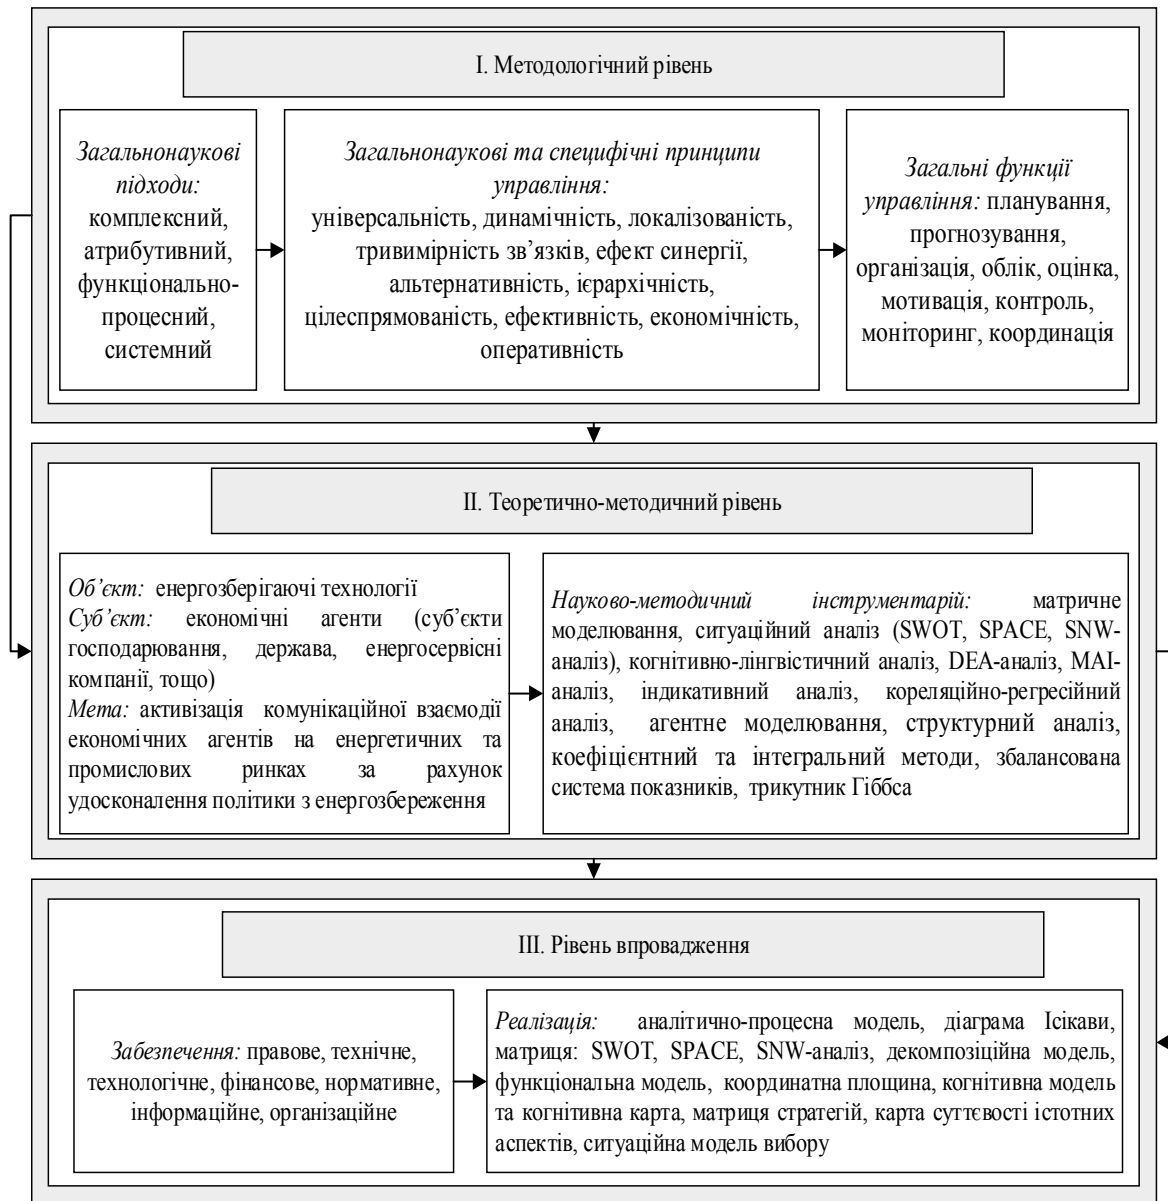 І. Методологічний рівень
Загальнонаукові
підходи:
комплексний,
атрибутивний,
функціонально-
процесний,
системний
Загальнонаукові та специфічні принципи
управління:
універсальність, динамічність, локалізованість,
тривимірність зв’язків, ефект синергії,
альтернативність, ієрархічність,
цілеспрямованість, ефективність, економічність,
оперативність
Загальні функції
управління: планування,
прогнозування,
організація, облік, оцінка,
мотивація, контроль,
моніторинг, координація
ІІ. Теоретично-методичний рівень
Об’єкт: енергозберігаючі технології
Суб’єкт: економічні агенти (суб’єкти
господарювання, держава, енергосервісні
компанії, тощо)
Мета: активізація комунікаційної взаємодії
економічних агентів на енергетичних та
промислових ринках за рахунок
удосконалення політики з енергозбереження
Науково-методичний інструментарій: матричне
моделювання, ситуаційний аналіз (SWOT, SPACE, SNW-
аналіз), когнітивно-лінгвістичний аналіз, DEA-аналіз, МАІ-
аналіз, індикативний аналіз, кореляційно-регресійний
аналіз, агентне моделювання, структурний аналіз,
коефіцієнтний та інтегральний методи, збалансована
система показників, трикутник Гіббса
ІІІ. Рівень впровадження
Забезпечення: правове, технічне,
технологічне, фінансове, нормативне,
інформаційне, організаційне
Реалізація: аналітично-процесна модель, діаграма Ісікави,
матриця: SWOT, SPACE, SNW-аналіз, декомпозіційна модель,
функціональна модель, координатна площина, когнітивна модель
та когнітивна карта, матриця стратегій, карта суттєвості істотних
аспектів, ситуаційна модель вибору